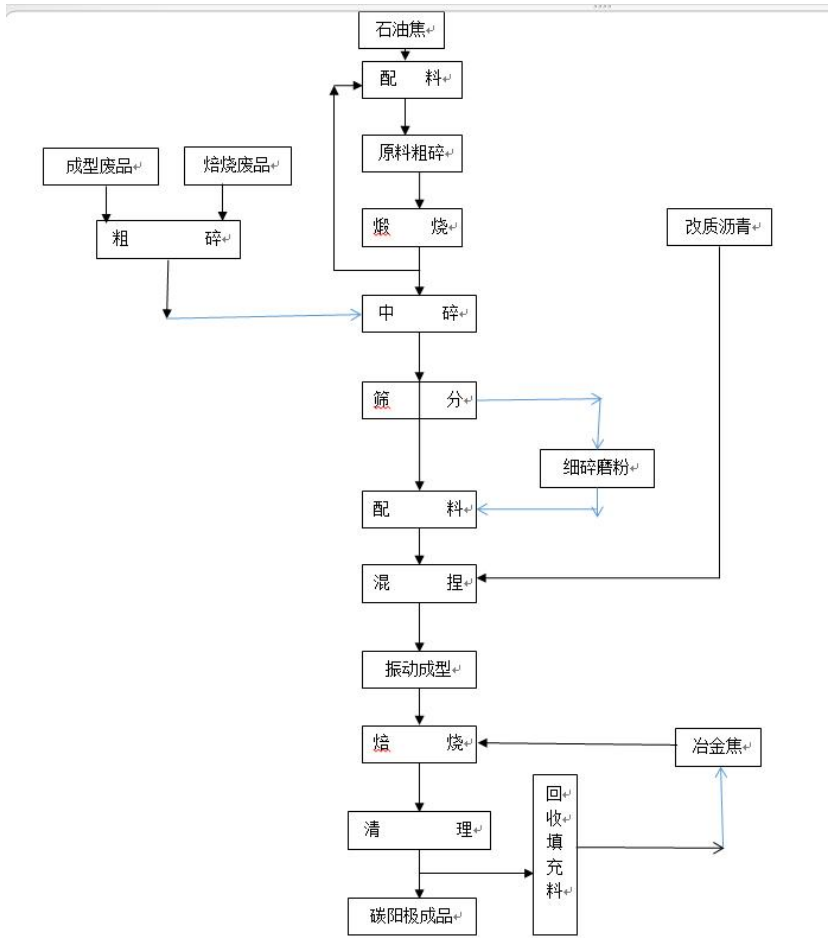 石油焦
配 料
原料粗碎
成型废品
焙烧废品
煅 烧
改质沥青
粗 碎
中 碎
筛 分
细碎磨粉
配 料
混 捏
振动成型
焙 烧
冶金焦
回
收
填
充
料
清 理
碳阳极成品